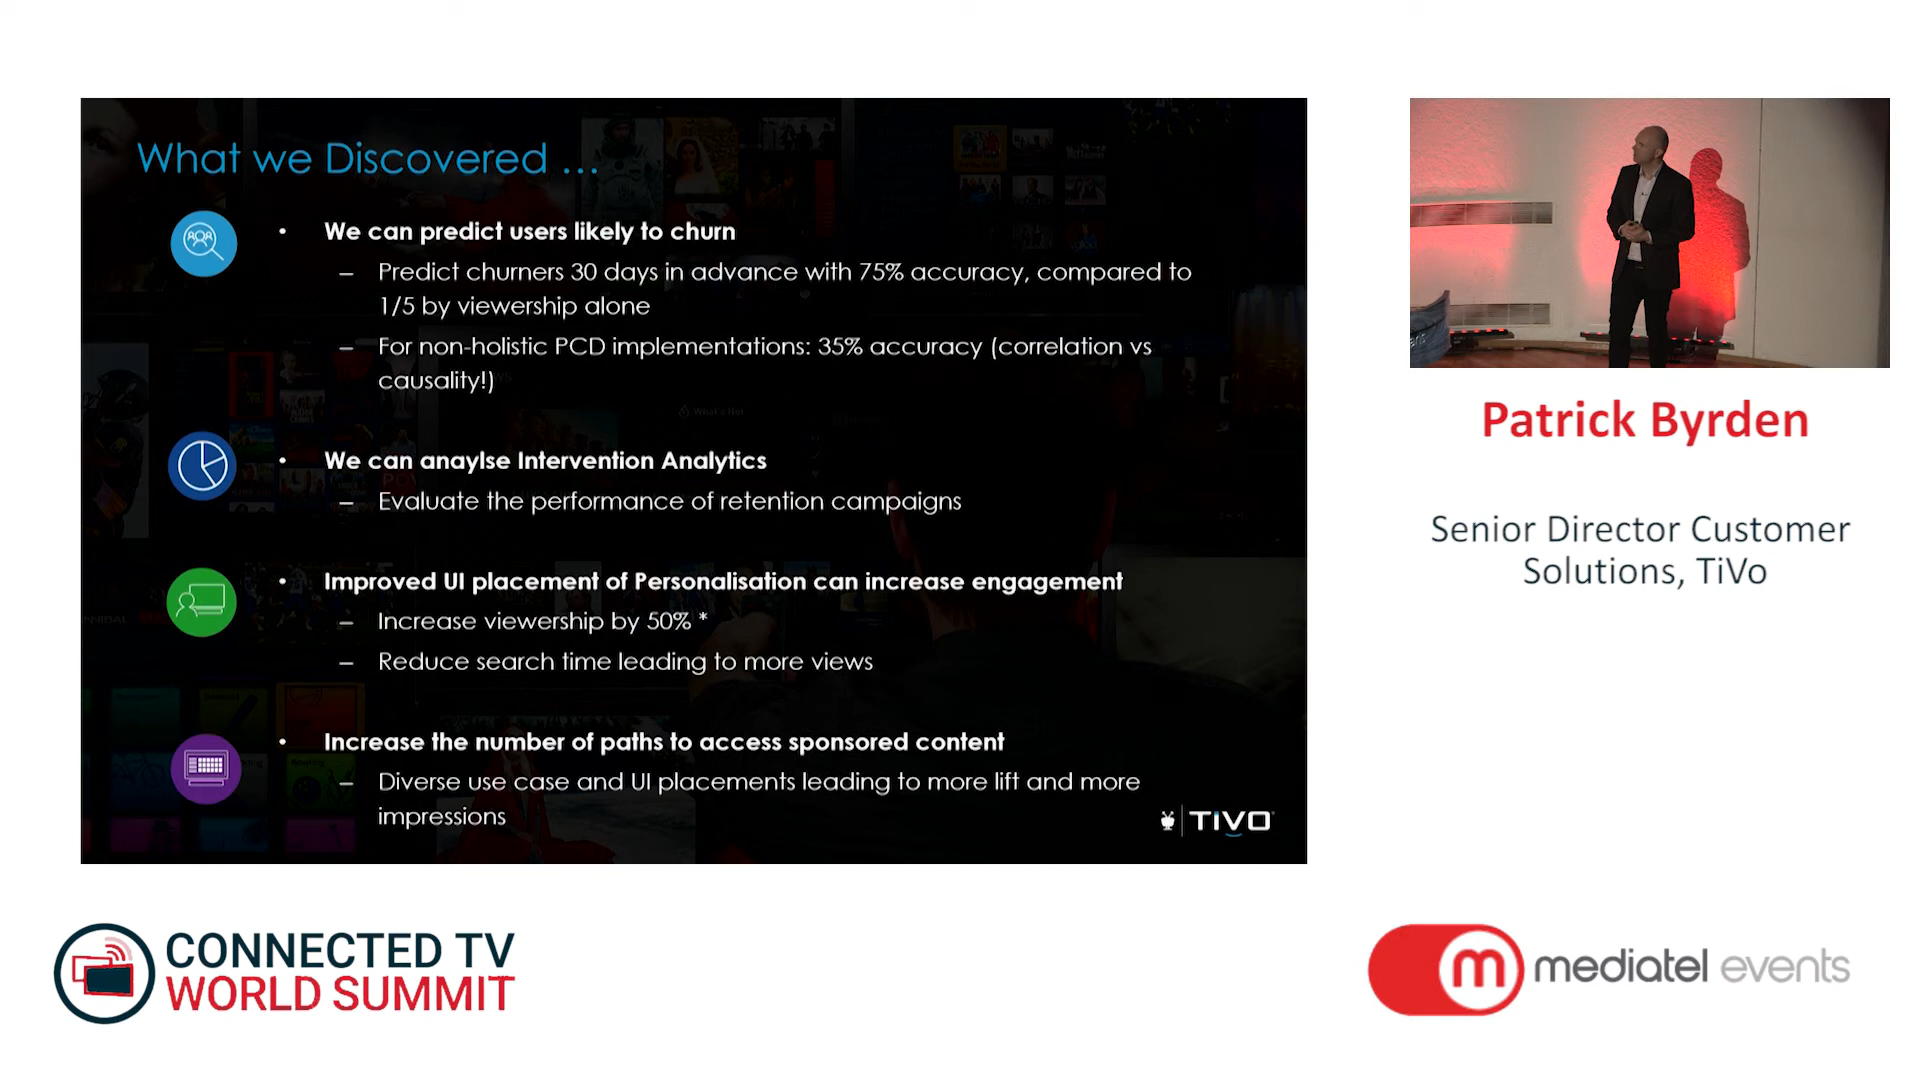 What we Discovered ...
• We can predict users likely to churn
– Predict churners 30 days in advance with 75% accuracy, compared to
1/5 by viewership alone
– For non-holistic PCD implementations: 35% accuracy (correlation vs
causality!)
• We can anaylse Intervention Analytics
– Evaluate the performance of retention campaigns
• Improved UI placement of Personalisation can increase engagement
– Increase viewership by 50% *
– Reduce search time leading to more views
• Increase the number of paths to access sponsored content
– Diverse use case and UI placements leading to more lift and more
impressions
TIVO
What's Hot
Patrick Byrden
Senior Director Customer
Solutions, TiVo
CONNECTED TV
WORLD SUMMIT
m mediatel events